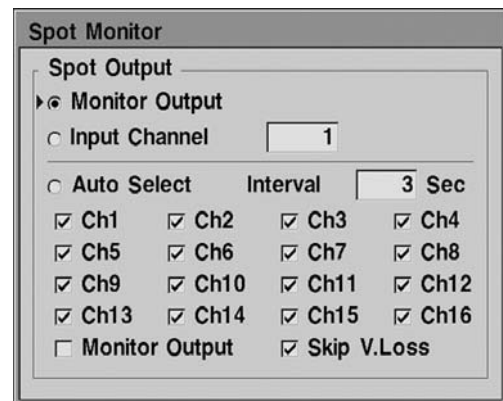 Spot Monitor
Spot Output
Monitor Output
Input Channel 1
Auto Select Interval 3 Sec
Ch1 Ch2 Ch3 Ch4
Ch5 Ch6 Ch7 Ch8
Ch9 Ch10 Ch11 Ch12
Ch13 Ch14 Ch15 Ch16
Monitor Output Skip V.Loss